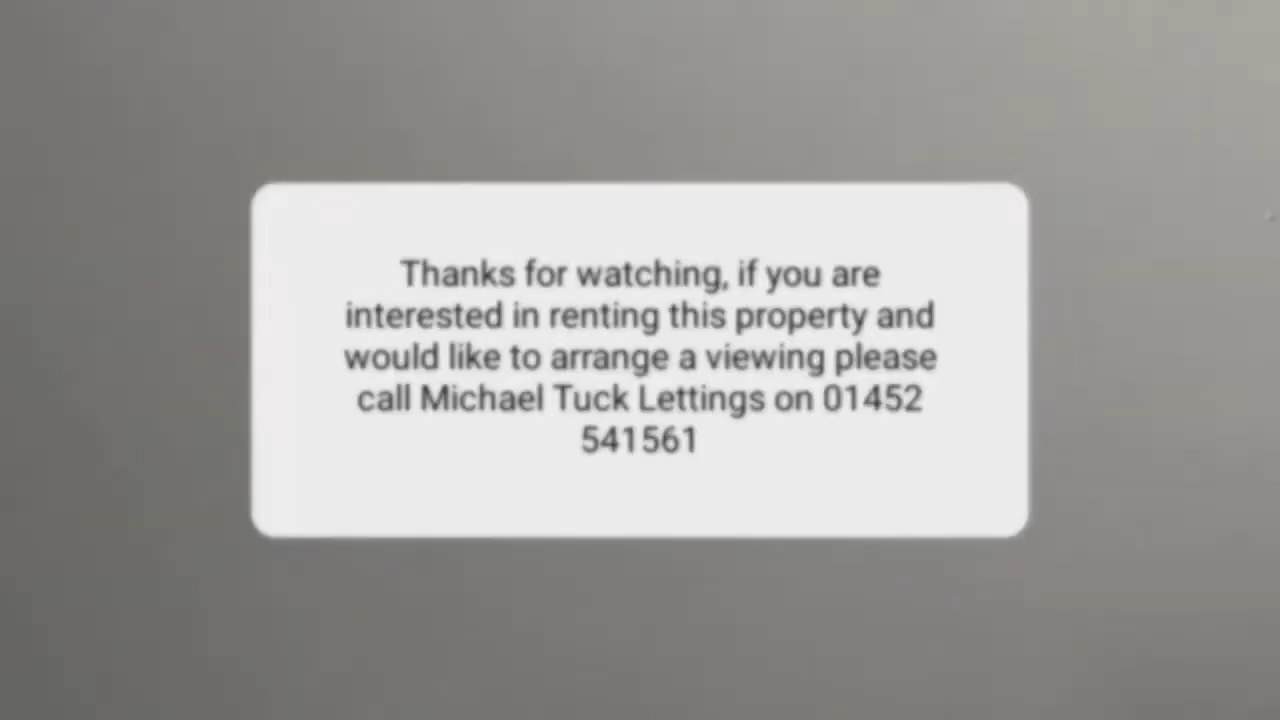 Thanks for watching, if you are
interested in renting this property and
would like to arrange a viewing please
call Michael Tuck Lettings on 01452
541561